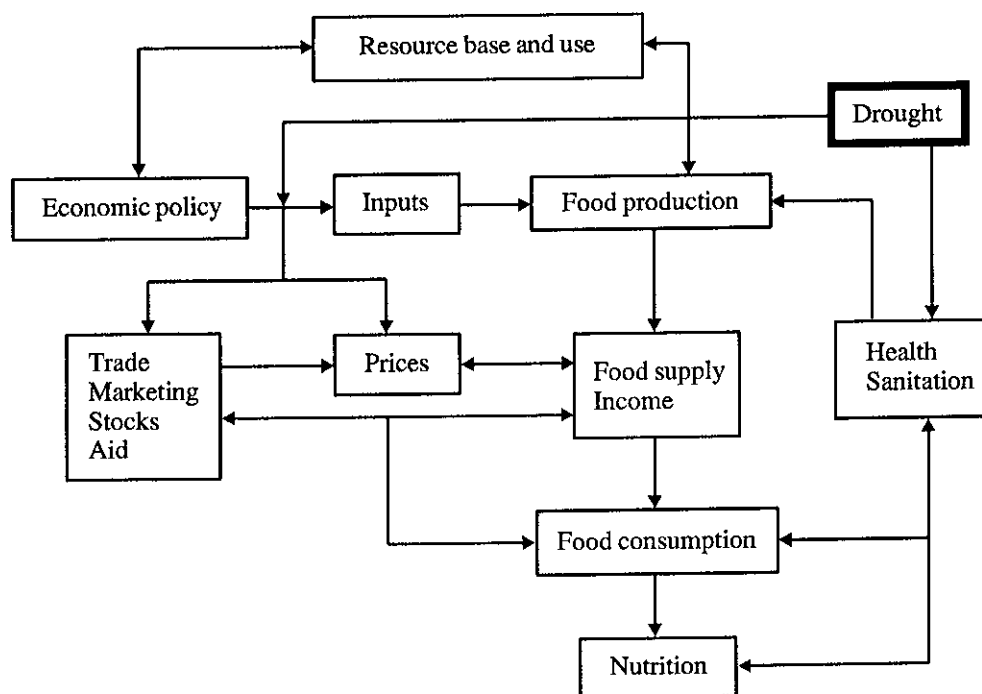 Resource base and use
Drought
Economic policy
Inputs
Food production
Trade
Marketing
Stocks
Aid
Prices
Food supply
Income
Health
Sanitation
Food consumption
Nutrition